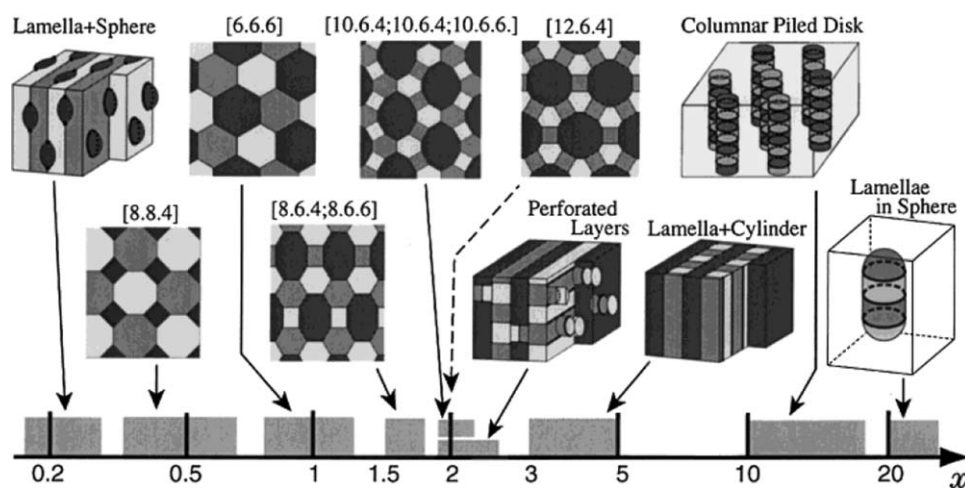 Lamella+Sphere
[6.6.6]
[10.6.4;10.6.4;10.6.6.]
[12.6.4]
Columnar Piled Disk
[8.8.4]
[8.6.4;8.6.6]
Perforated
Layers
Lamella+Cylinder
Lamellae
in Sphere
0.2 0.5 1 1.5 2 3 5 10 20 x